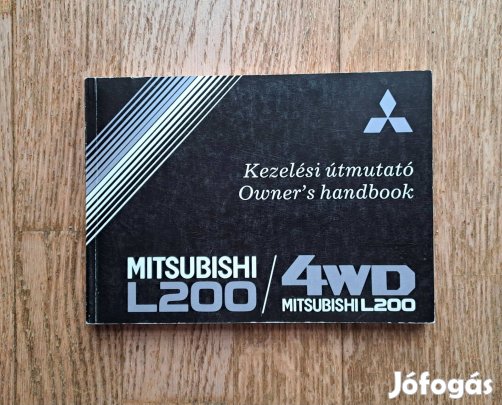 Kezelési útmutató
Owner's handbook
MITSUBISHI
L200 / 4WD
MITSUBISHI L200
Jófogás